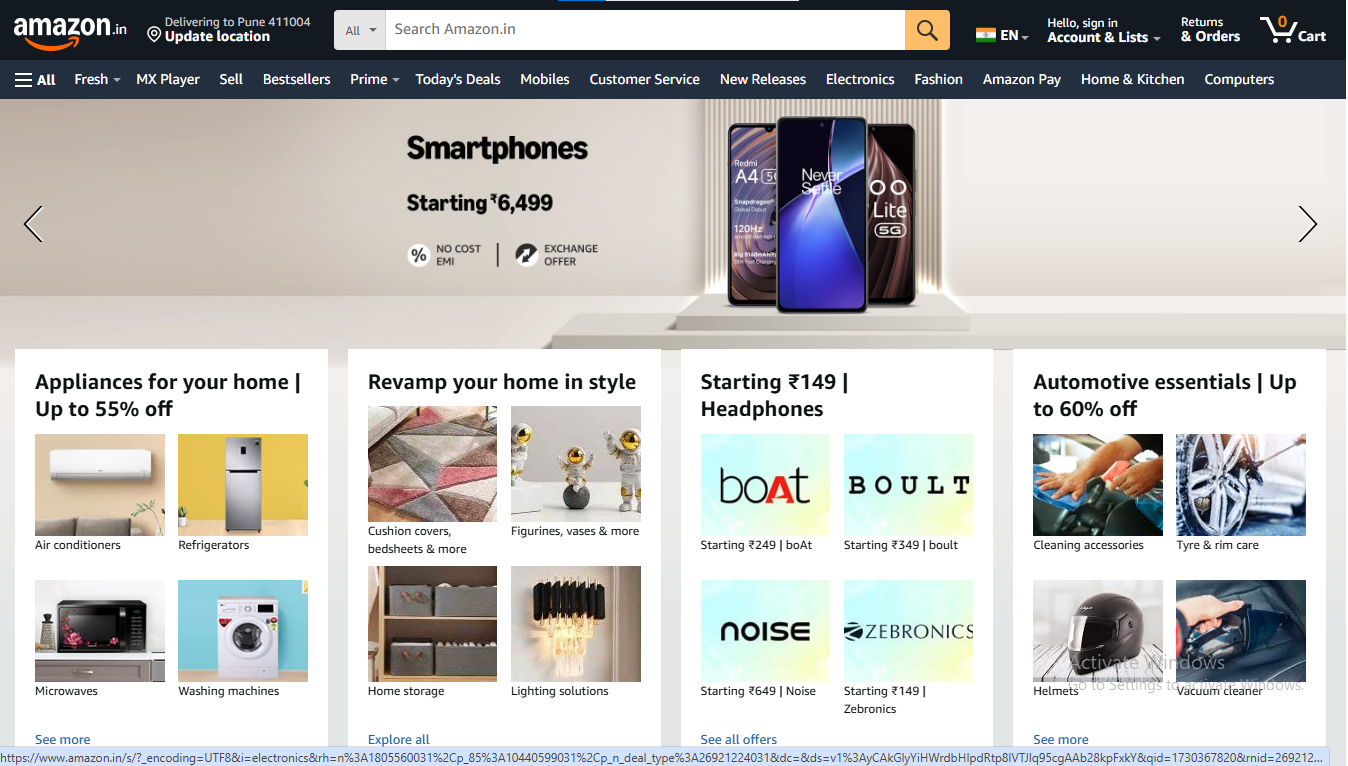 amazon.in
Delivering to Pune 411004
Update location
All
Search Amazon.in
EN
Hello, sign in
Account & Lists
Returns
& Orders
0
Cart
All
Fresh
MX Player
Sell
Bestsellers
Prime
Today's Deals
Mobiles
Customer Service
New Releases
Electronics
Fashion
Amazon Pay
Home & Kitchen
Computers
Smartphones
Starting ₹6,499
%
NO COST
EMI
EXCHANGE
OFFER
Redmi
A4 5G
Snapdragon®
Global Debut
120Hz
Big 5160mAh
Never
Settle
Lite
5G
Appliances for your home |
Up to 55% off
Air conditioners
Refrigerators
Microwaves
Washing machines
See more
Revamp your home in style
Cushion covers,
bedsheets & more
Figurines, vases & more
Home storage
Lighting solutions
Explore all
Starting ₹149 |
Headphones
boAt
BOULT
Starting ₹249 | boAt
Starting ₹349 | boult
noise
ZEBRONICS
Starting ₹649 | Noise
Starting ₹149 |
Zebronics
See all offers
Automotive essentials | Up
to 60% off
Cleaning accessories
Tyre & rim care
Helmets
Vacuum cleaner
See more
Activate Windows
Go to Settings to activate Windows.
https://www.amazon.in/s/?_encoding=UTF8&i=electronics&rh=n%3A1805560031%2Cp_85%3A10440599031%2Cp_n_deal_type%3A26921224031&dc=&ds=v1%3AyCAkGlyYiHWrdbHIpdRtp8IVTJIq95cgAAb28kpFxkY&qid=1730367820&rnid=269212...